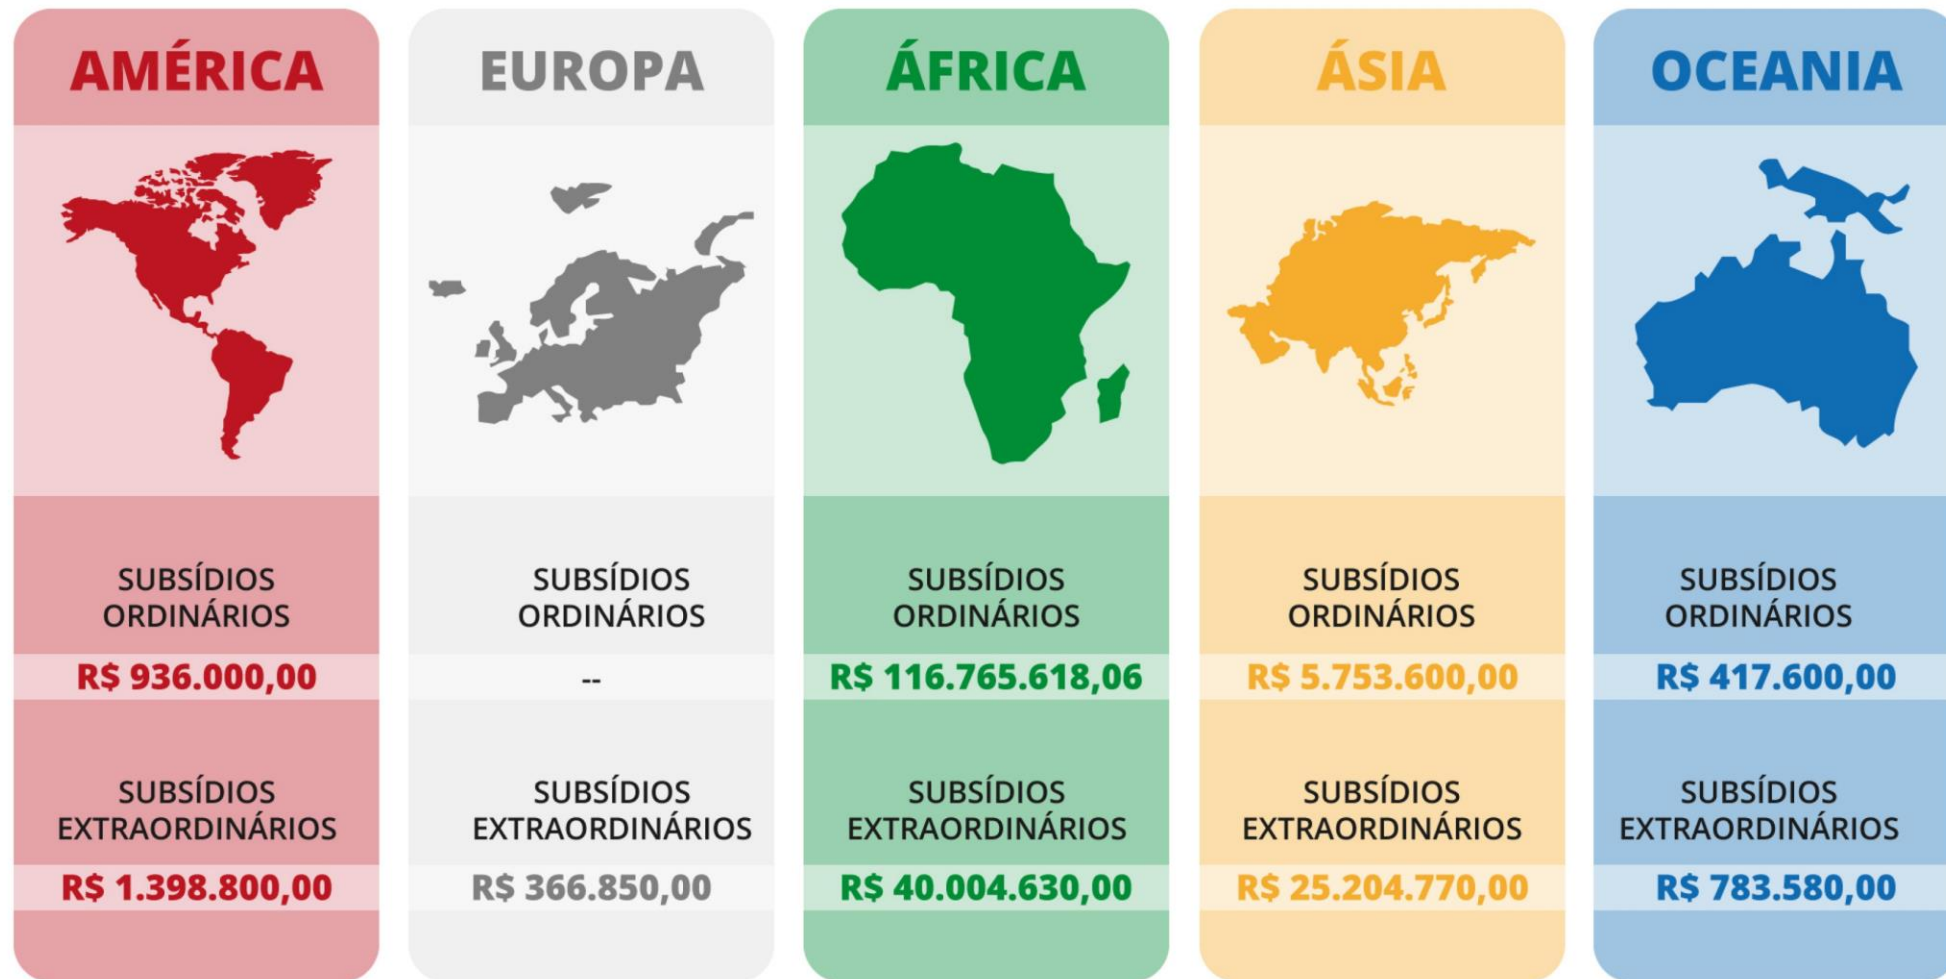 AMÉRICA
SUBSÍDIOS
ORDINÁRIOS
R$ 936.000,00
SUBSÍDIOS
EXTRAORDINÁRIOS
R$ 1.398.800,00
EUROPA
SUBSÍDIOS
ORDINÁRIOS
--
SUBSÍDIOS
EXTRAORDINÁRIOS
R$ 366.850,00
ÁFRICA
SUBSÍDIOS
ORDINÁRIOS
R$ 116.765.618,06
SUBSÍDIOS
EXTRAORDINÁRIOS
R$ 40.004.630,00
ÁSIA
SUBSÍDIOS
ORDINÁRIOS
R$ 5.753.600,00
SUBSÍDIOS
EXTRAORDINÁRIOS
R$ 25.204.770,00
OCEANIA
SUBSÍDIOS
ORDINÁRIOS
R$ 417.600,00
SUBSÍDIOS
EXTRAORDINÁRIOS
R$ 783.580,00